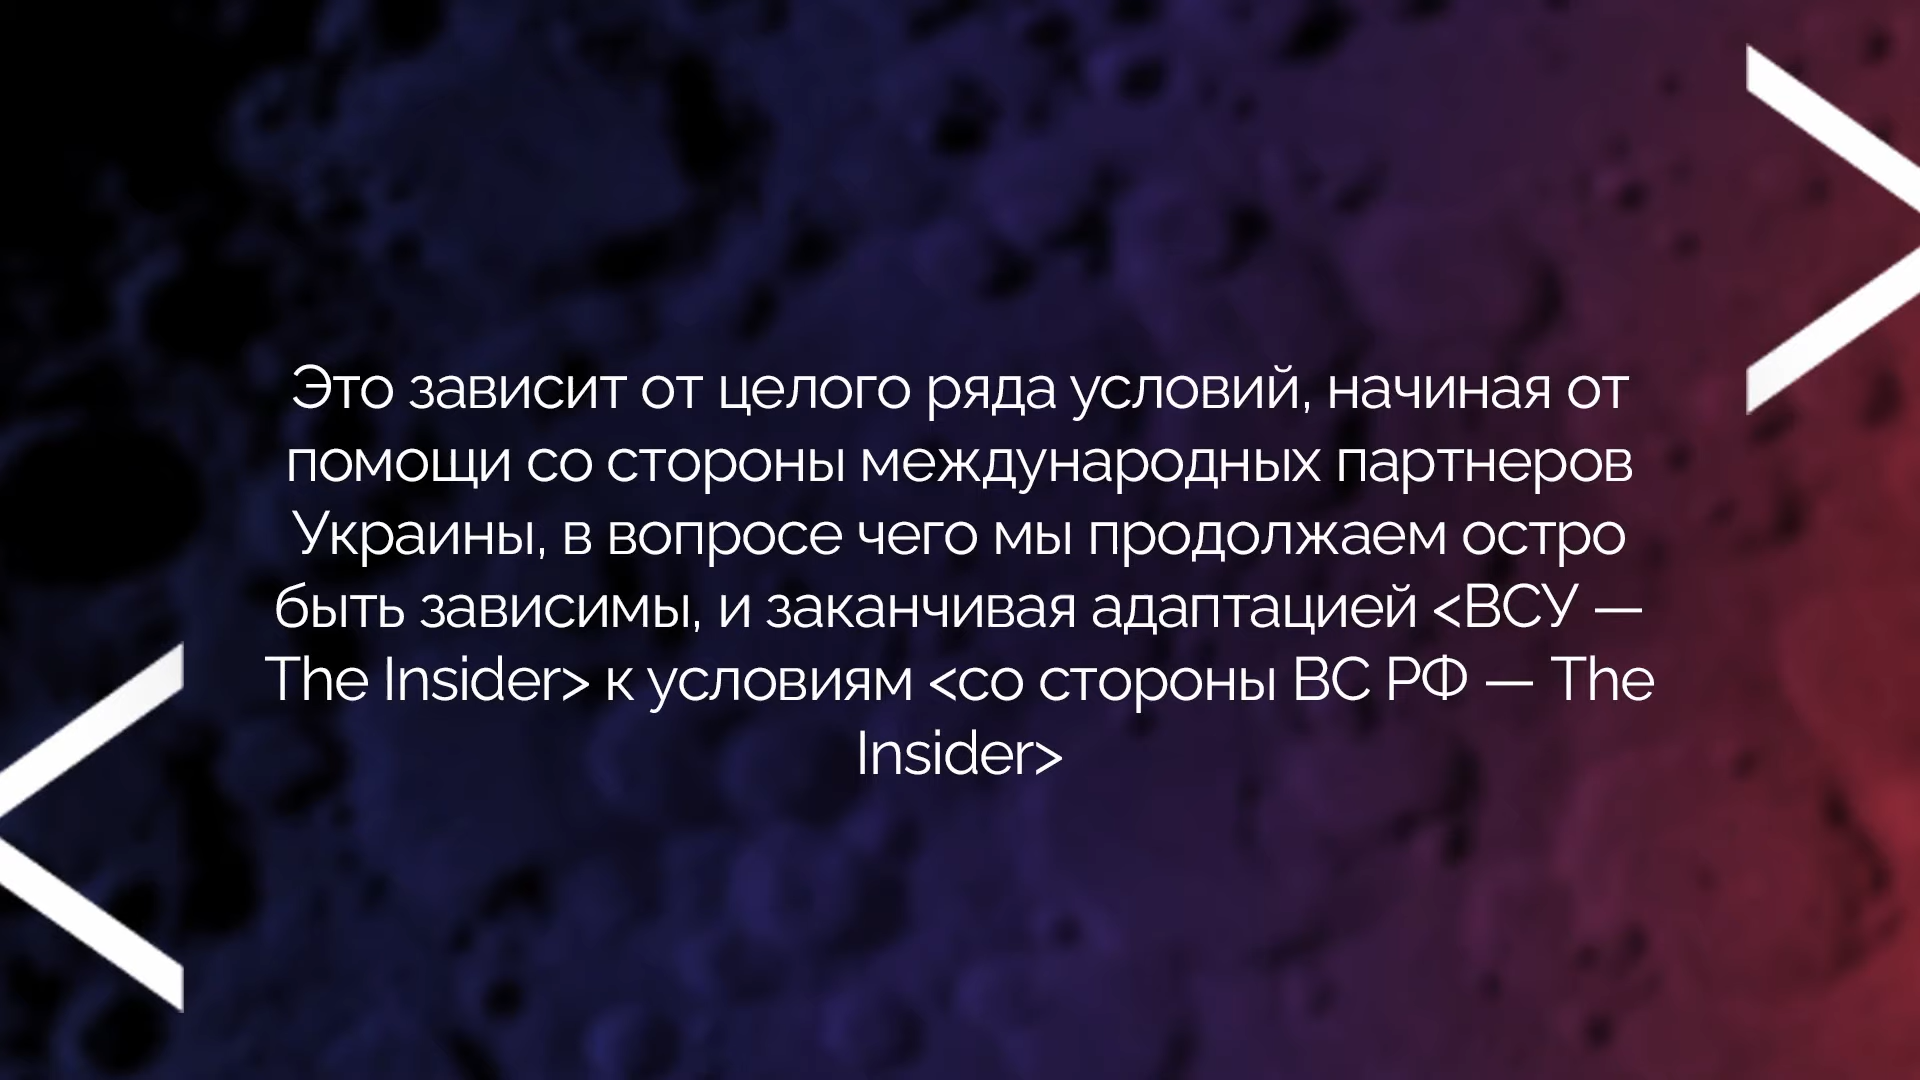 Это зависит от целого ряда условий, начиная от
помощи со стороны международных партнеров
Украины, в вопросе чего мы продолжаем остро
быть зависимы, и заканчивая адаптацией <ВСУ —
The Insider> к условиям <со стороны ВС РФ — The
Insider>